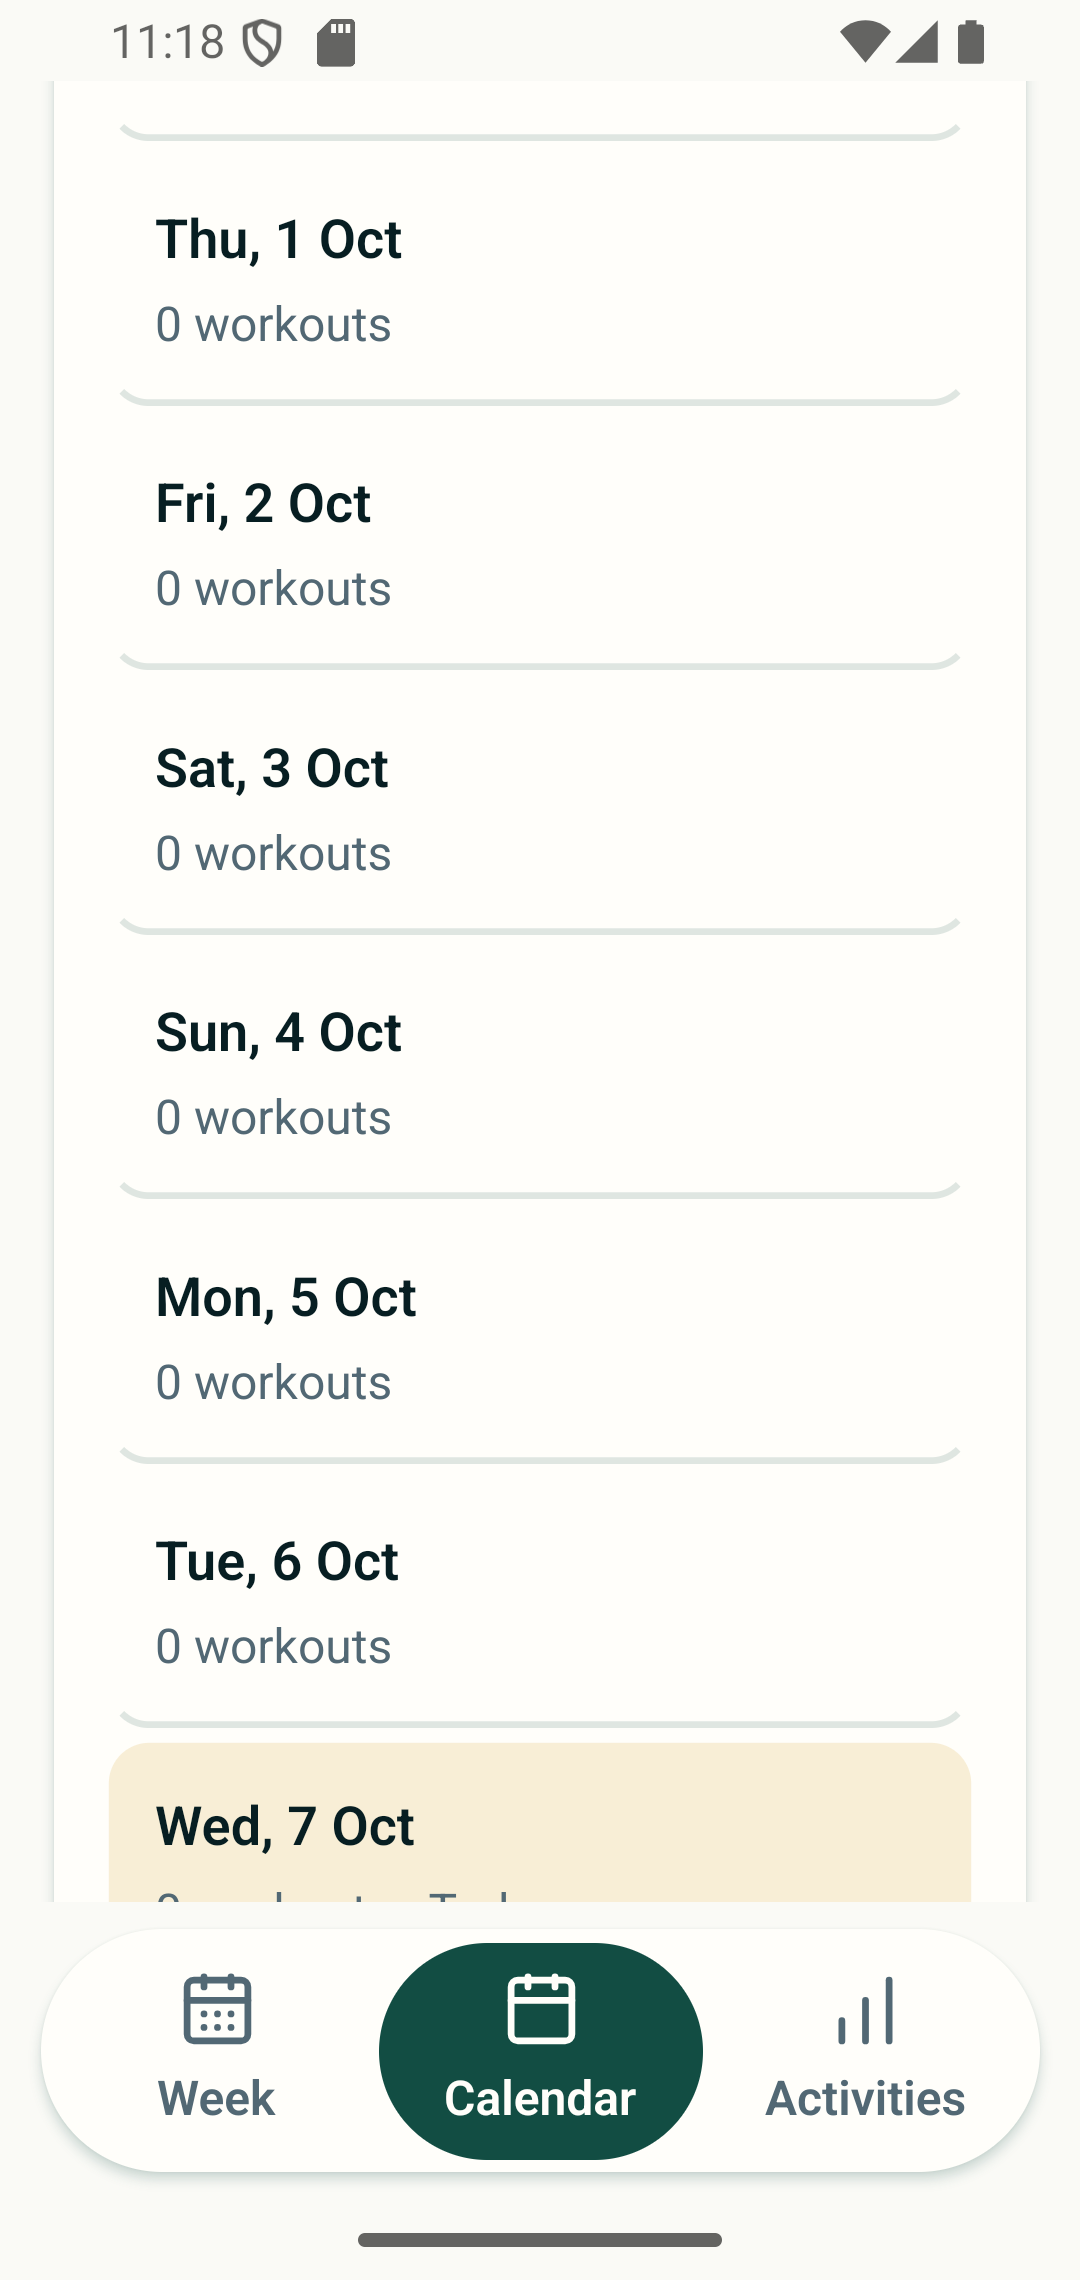 11:18
Thu, 1 Oct
0 workouts
Fri, 2 Oct
0 workouts
Sat, 3 Oct
0 workouts
Sun, 4 Oct
0 workouts
Mon, 5 Oct
0 workouts
Tue, 6 Oct
0 workouts
Wed, 7 Oct
Week
Calendar
Activities